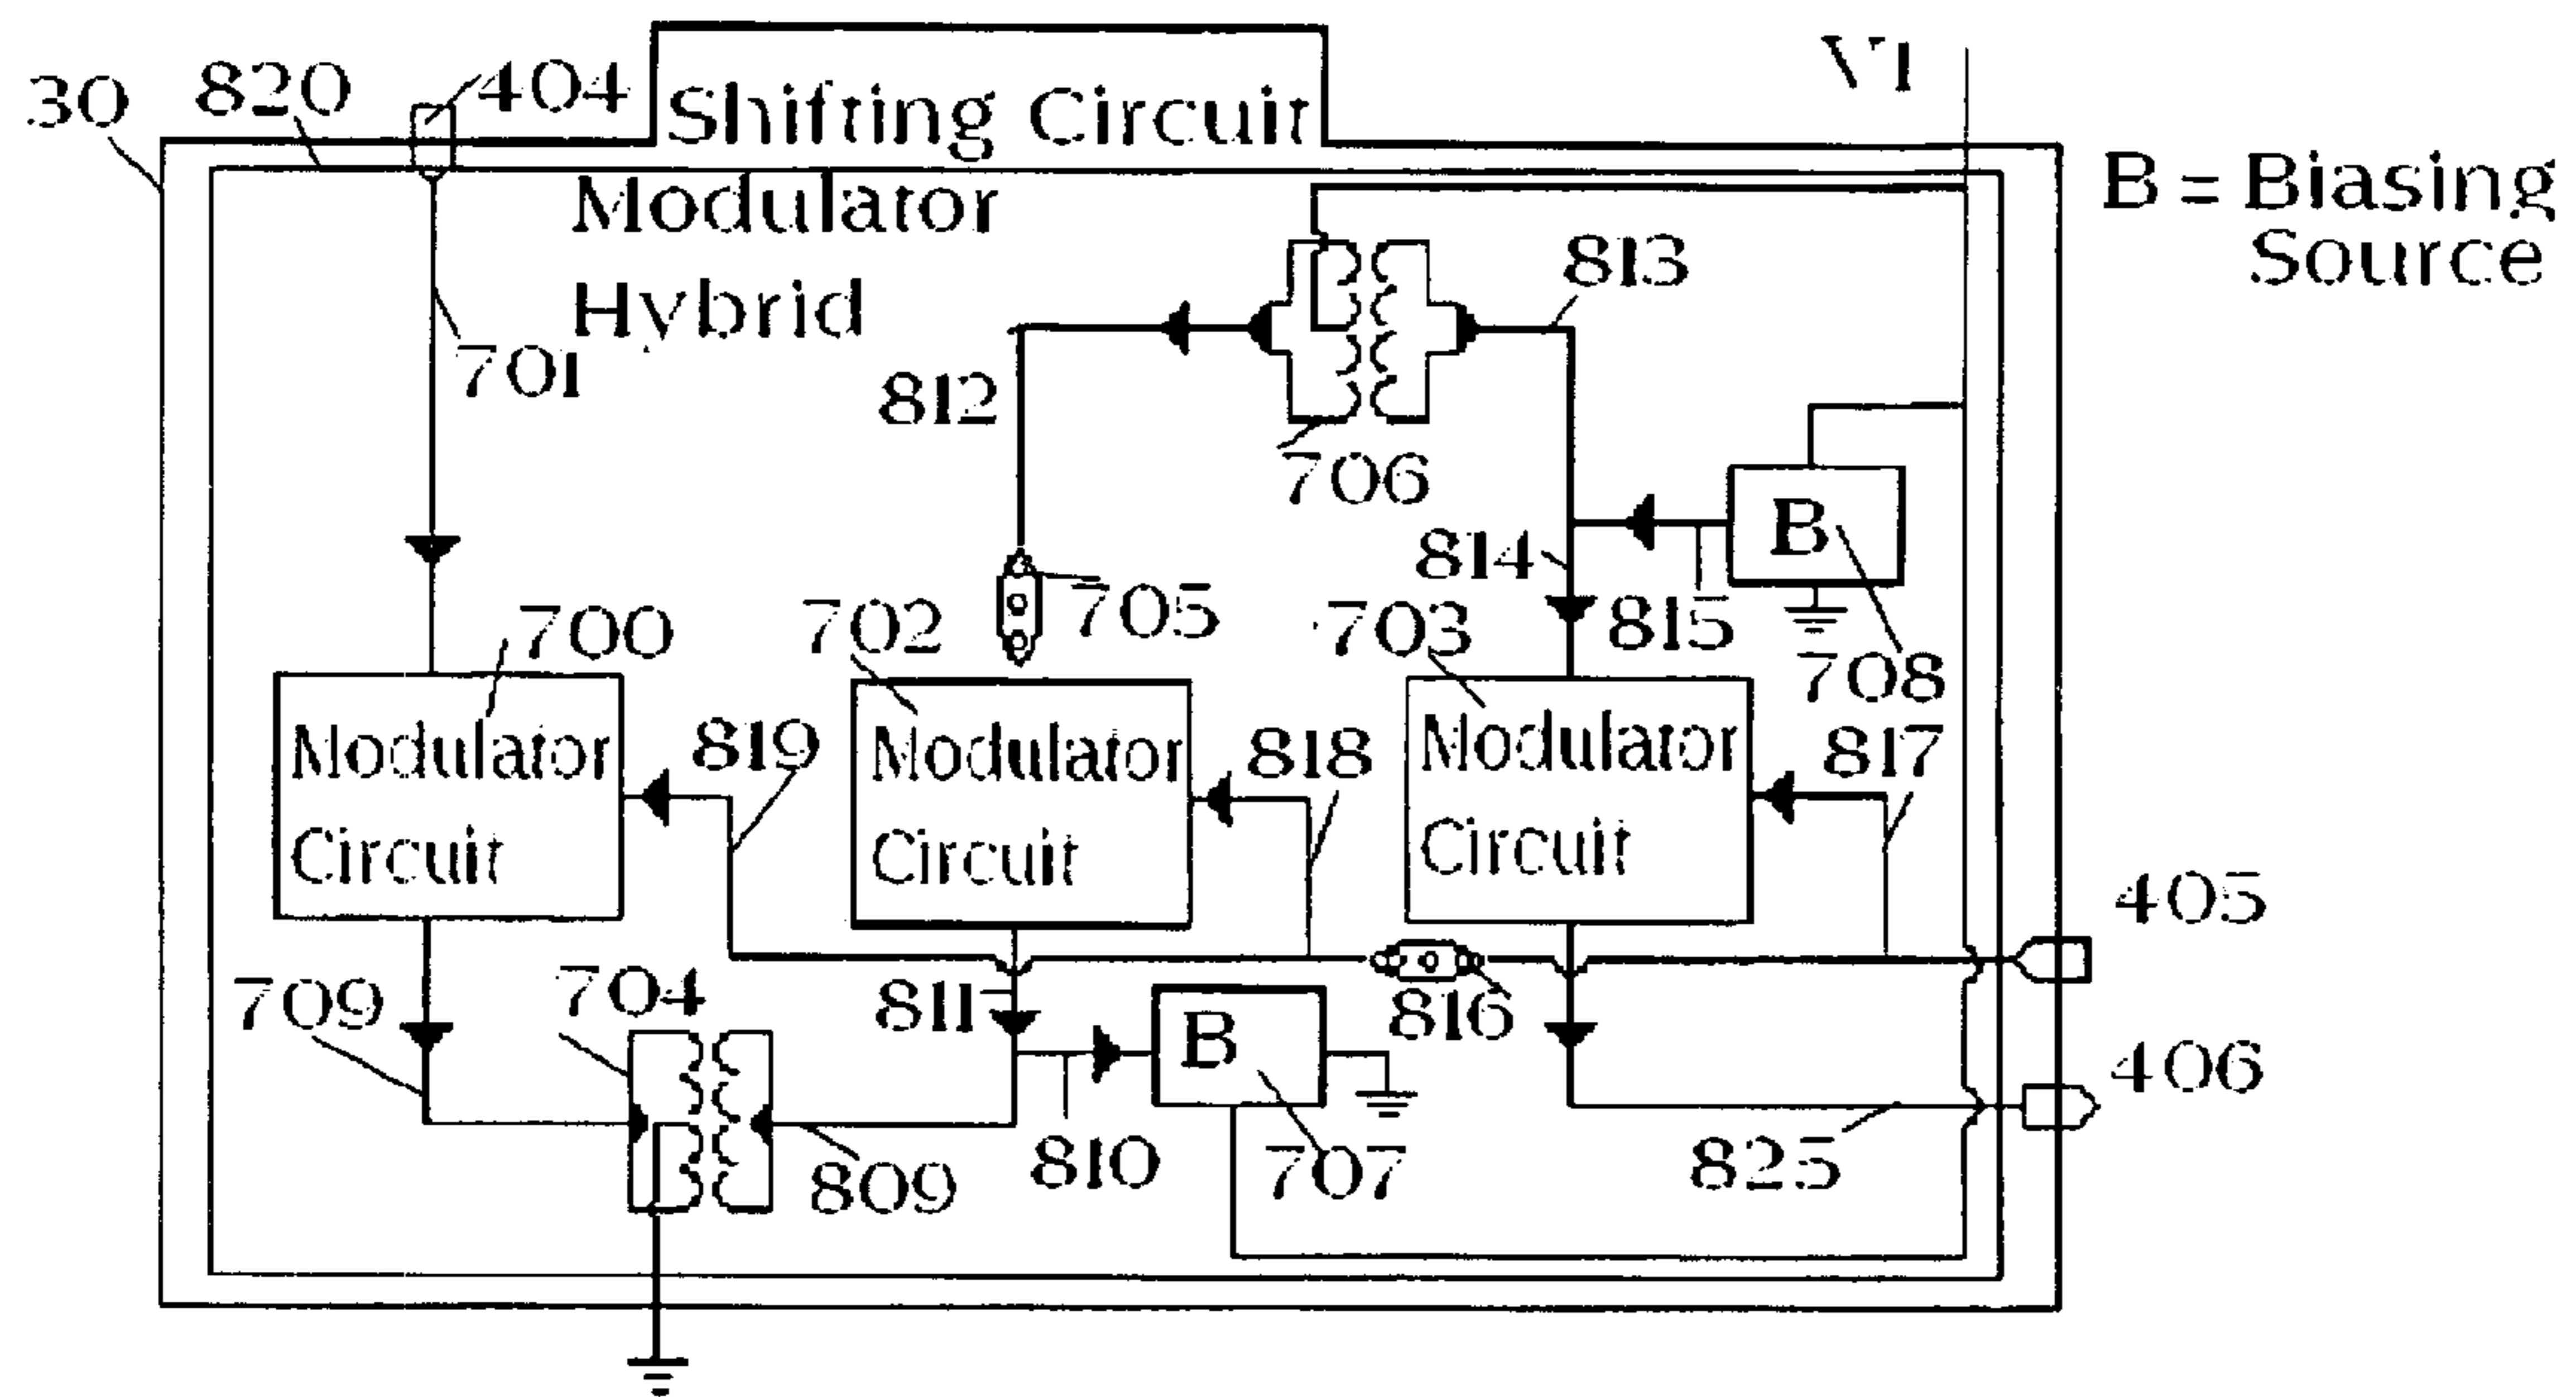 30
820
404
Shifting Circuit
V1
B = Biasing
Source
Modulator
Hybrid
701
812
813
706
B
814
815
708
705
700
702
703
Modulator
Circuit
819
Modulator
Circuit
818
Modulator
Circuit
817
405
406
709
704
811
B
816
809
810
707
825